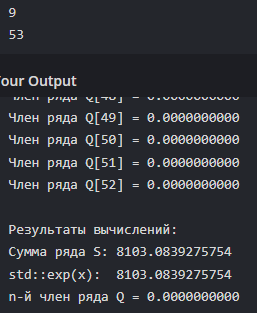 9
53
our Output
Член ряда Q[48] = 0.0000000000
Член ряда Q[49] = 0.0000000000
Член ряда Q[50] = 0.0000000000
Член ряда Q[51] = 0.0000000000
Член ряда Q[52] = 0.0000000000
Результаты вычислений:
Сумма ряда S: 8103.0839275754
std::exp(x): 8103.0839275754
n-й член ряда Q = 0.0000000000